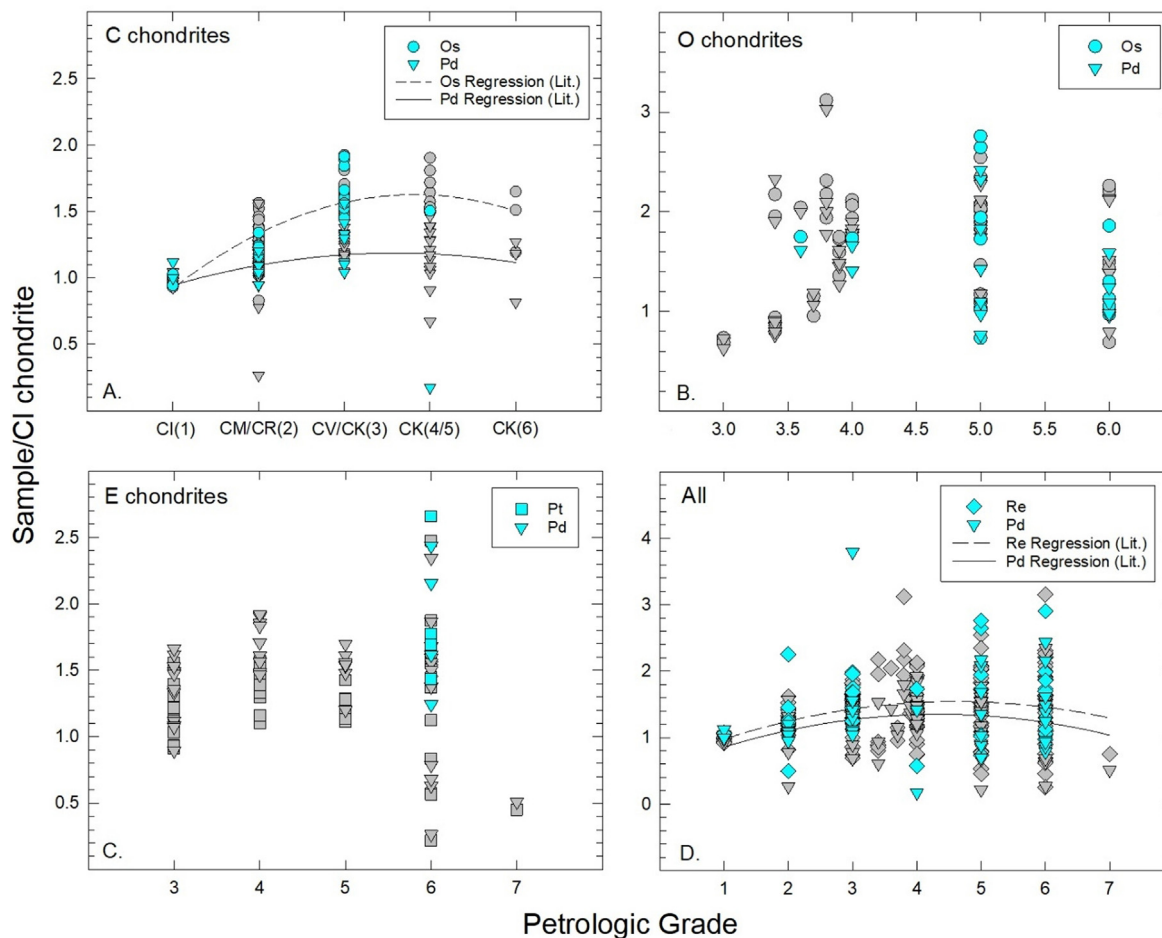 Sample/CI chondrite
C chondrites
Os
Pd
Os Regression (Lit.)
Pd Regression (Lit.)
2.5
2.0
1.5
1.0
0.5
A.
CI(1) CM/CR(2) CV/CK(3) CK(4/5) CK(6)
O chondrites
Os
Pd
3
2
1
B.
3.0 3.5 4.0 4.5 5.0 5.5 6.0
E chondrites
Pt
Pd
2.5
2.0
1.5
1.0
0.5
C.
3 4 5 6 7
All
Re
Pd
Re Regression (Lit.)
Pd Regression (Lit.)
4
3
2
1
0
D.
1 2 3 4 5 6 7
Petrologic Grade